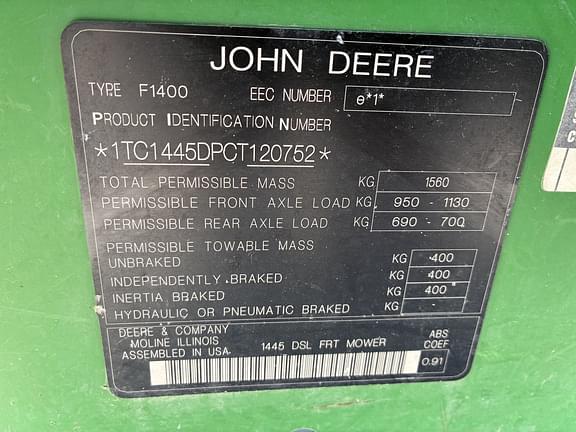 JOHN DEERE
TYPE F1400 EEC NUMBER e*1*
PRODUCT IDENTIFICATION NUMBER
*1TC1445DPCT120752*
TOTAL PERMISSIBLE MASS KG 1560
PERMISSIBLE FRONT AXLE LOAD KG 950 - 1130
PERMISSIBLE REAR AXLE LOAD KG 690 - 700
PERMISSIBLE TOWABLE MASS
UNBRAKED KG 400
INDEPENDENTLY BRAKED KG 400
INERTIA BRAKED KG 400
HYDRAULIC OR PNEUMATIC BRAKED KG -
DEERE & COMPANY
MOLINE ILLINOIS
ASSEMBLED IN USA
1445 DSL FRT MOWER
ABS
COEF
0.91